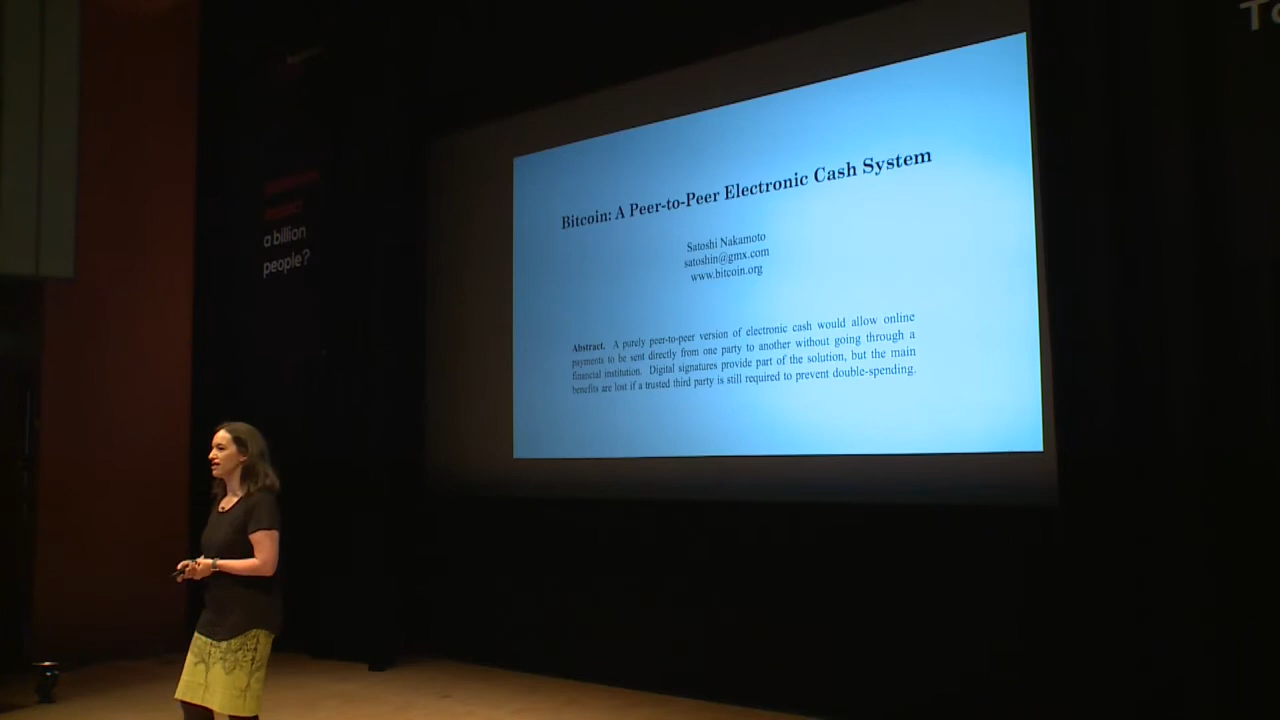 a billion
people?
Bitcoin: A Peer-to-Peer Electronic Cash System
Satoshi Nakamoto
satoshin@gmx.com
www.bitcoin.org
Abstract. A purely peer-to-peer version of electronic cash would allow online
payments to be sent directly from one party to another without going through a
financial institution. Digital signatures provide part of the solution, but the main
benefits are lost if a trusted third party is still required to prevent double-spending.